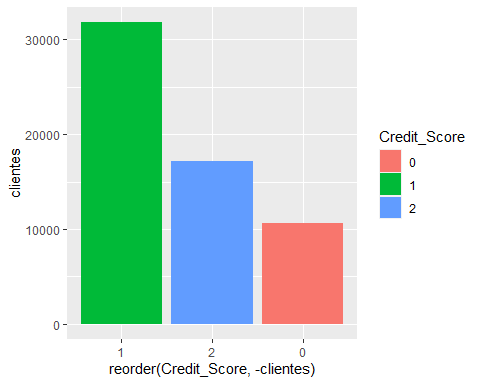 30000
20000
10000
0
clientes
1 2 0
reorder(Credit_Score, -clientes)
Credit_Score
0
1
2